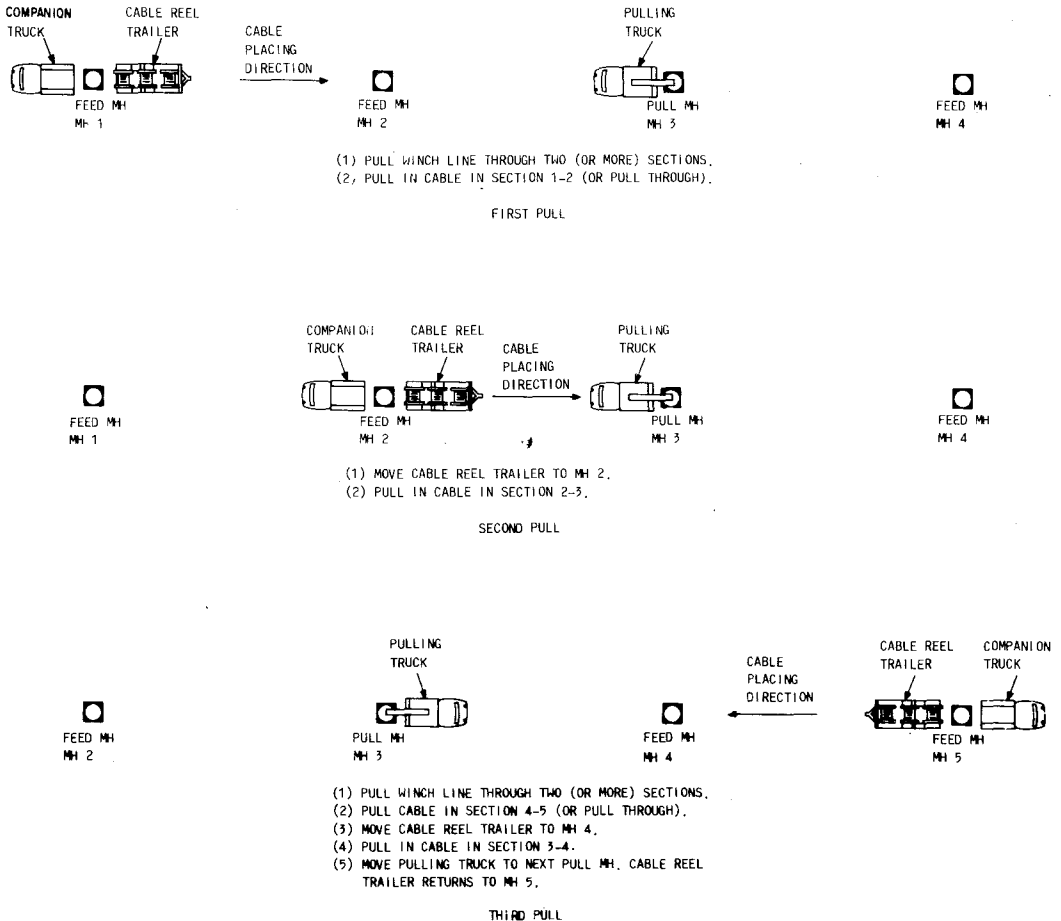 COMPANION TRUCK
CABLE REEL TRAILER
CABLE PLACING DIRECTION
PULLING TRUCK
FEED MH
MH 1
FEED MH
MH 2
PULL MH
MH 3
FEED MH
MH 4
(1) PULL WINCH LINE THROUGH TWO (OR MORE) SECTIONS.
(2, PULL IN CABLE IN SECTION 1-2 (OR PULL THROUGH).
FIRST PULL
COMPANION TRUCK
CABLE REEL TRAILER
CABLE PLACING DIRECTION
PULLING TRUCK
FEED MH
MH 1
FEED MH
MH 2
PULL MH
MH 3
FEED MH
MH 4
(1) MOVE CABLE REEL TRAILER TO MH 2.
(2) PULL IN CABLE IN SECTION 2-3.
SECOND PULL
PULLING TRUCK
CABLE PLACING DIRECTION
CABLE REEL TRAILER
COMPANION TRUCK
FEED MH
MH 2
PULL MH
MH 3
FEED MH
MH 4
FEED MH
MH 5
(1) PULL WINCH LINE THROUGH TWO (OR MORE) SECTIONS.
(2) PULL CABLE IN SECTION 4-5 (OR PULL THROUGH).
(3) MOVE CABLE REEL TRAILER TO MH 4.
(4) PULL IN CABLE IN SECTION 3-4.
(5) MOVE PULLING TRUCK TO NEXT PULL MH. CABLE REEL
TRAILER RETURNS TO MH 5.
THIRD PULL